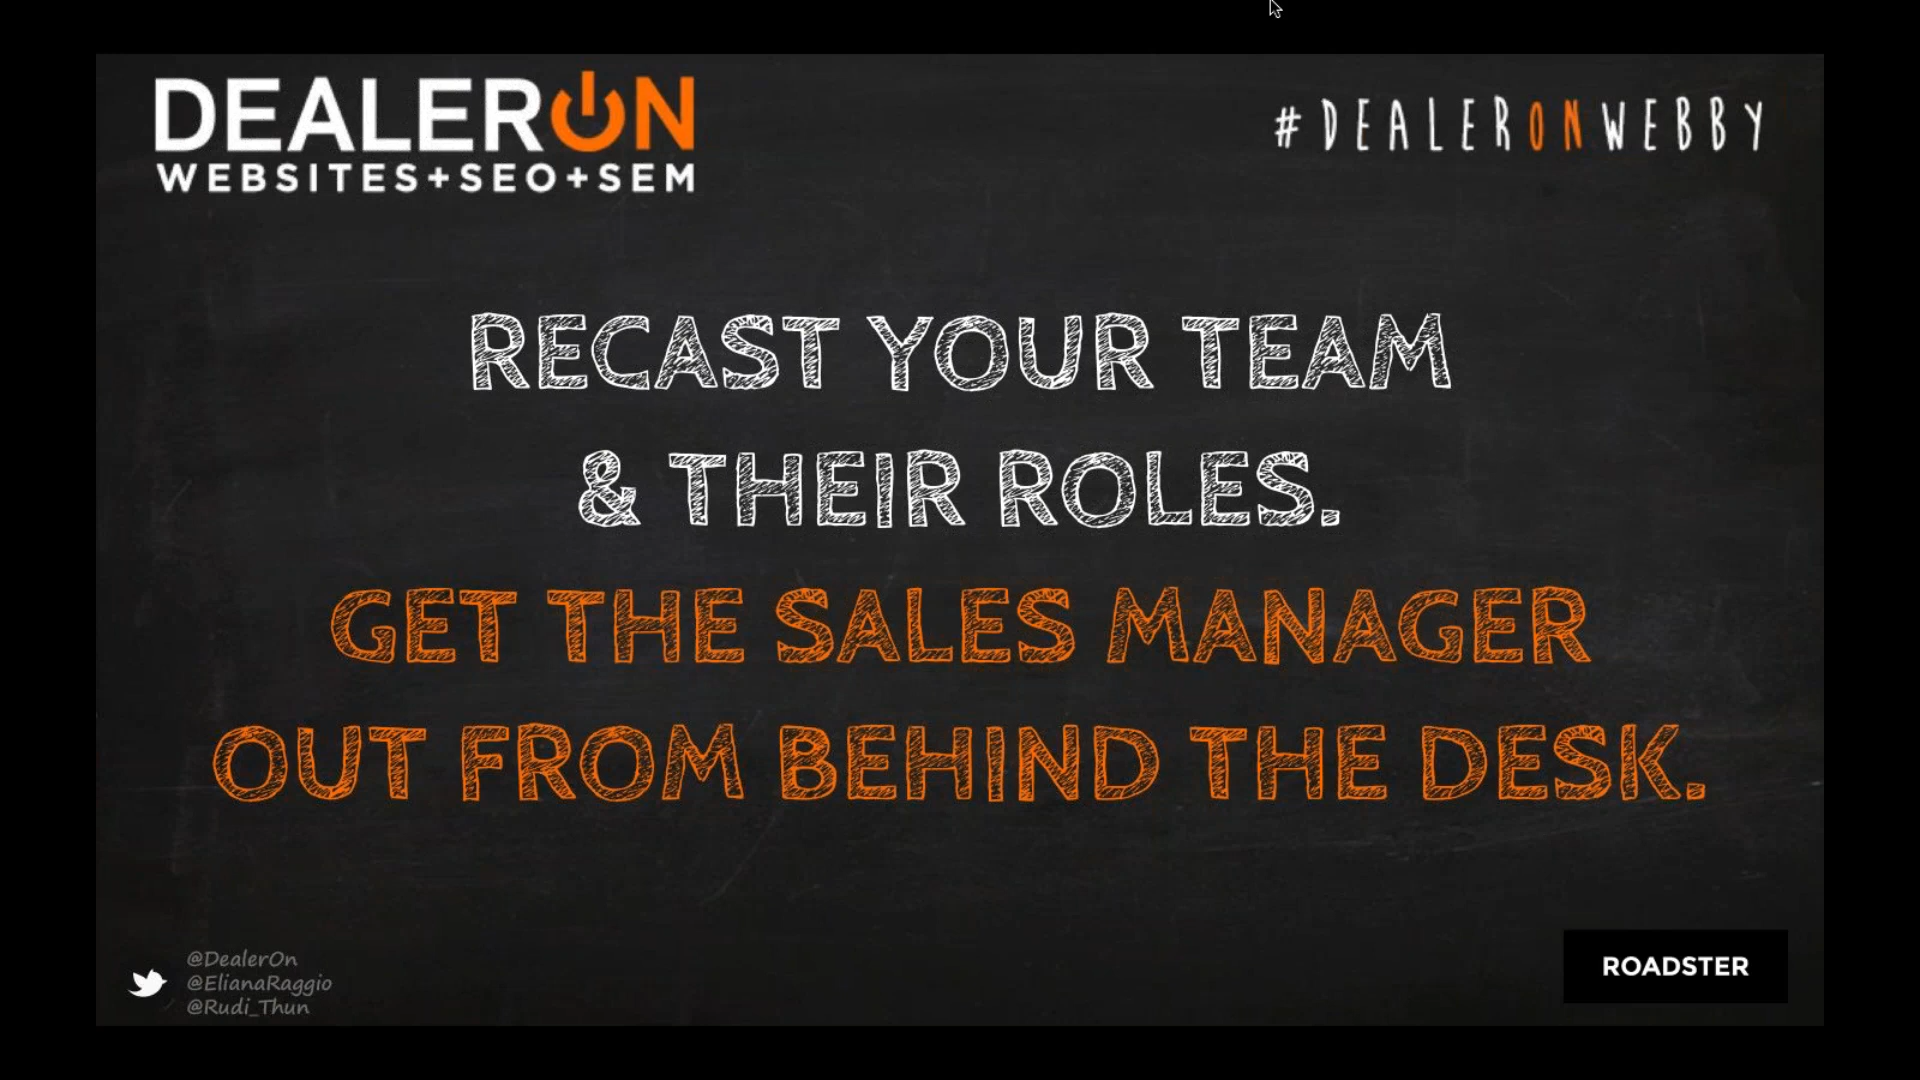 DEALERON
WEBSITES+SEO+SEM
#DEALERONWEBBY
RECAST YOUR TEAM
& THEIR ROLES.
GET THE SALES MANAGER
OUT FROM BEHIND THE DESK.
@DealerOn
@ElianaRaggio
@Rudi_Thun
ROADSTER